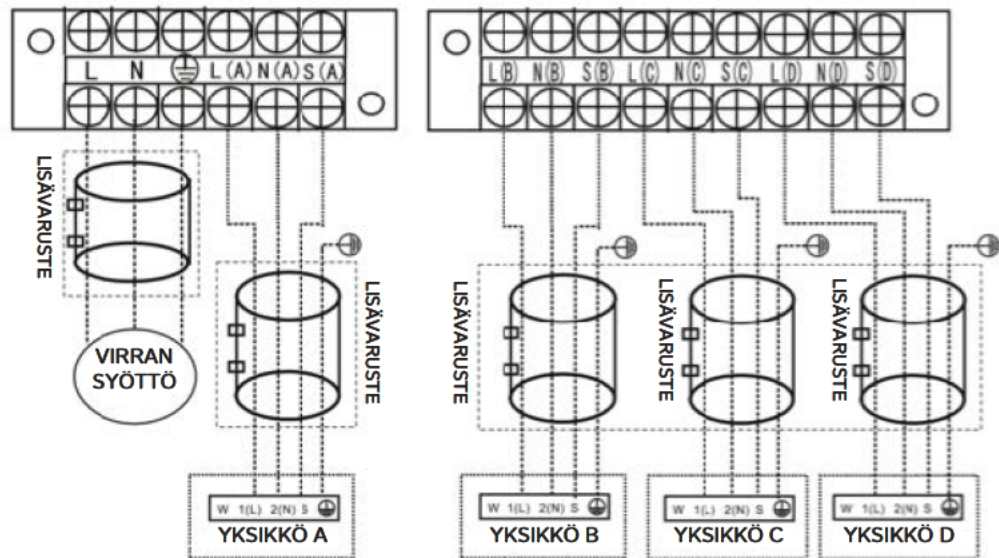 L N L(A) N(A) S(A)
L(B) N(B) S(B) L(C) N(C) S(C) L(D) N(D) S(D)
LISÄVARUSTE
VIRRAN
SYÖTTÖ
LISÄVARUSTE
LISÄVARUSTE
LISÄVARUSTE
LISÄVARUSTE
W 1(L) 2(N) S
YKSIKKÖ A
W 1(L) 2(N) S
YKSIKKÖ B
W 1(L) 2(N) S
YKSIKKÖ C
W 1(L) 2(N) S
YKSIKKÖ D